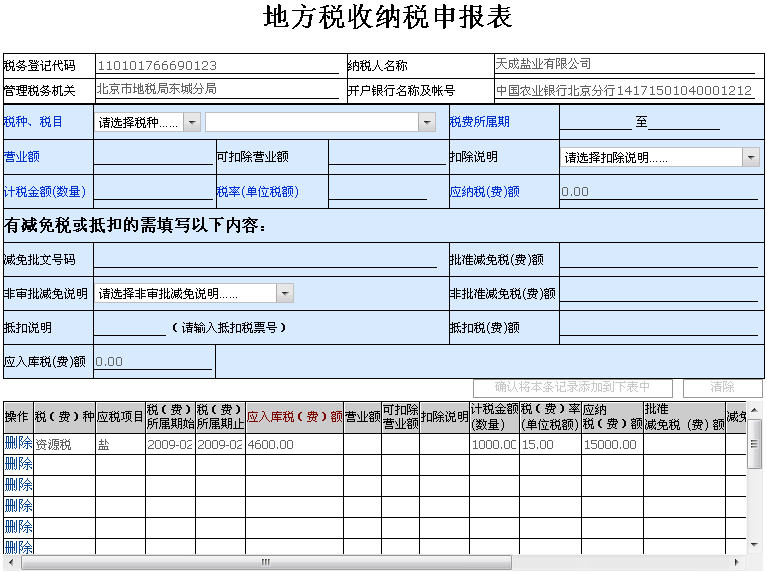 地方税收纳税申报表
税务登记代码 110101766690123 纳税人名称 天成盐业有限公司
管理税务机关 北京市地税局东城分局 开户银行名称及帐号 中国农业银行北京分行14171501040001212
税种、税目 请选择税种...... 税费所属期 至
营业额 可扣除营业额 扣除说明 请选择扣除说明......
计税金额(数量) 税率(单位税额) 应纳税(费)额 0.00
有减免税或抵扣的需填写以下内容：
减免批文号码 批准减免税(费)额
非审批减免说明 请选择非审批减免说明...... 非批准减免税(费)额
抵扣说明 （请输入抵扣税票号） 抵扣税(费)额
应入库税(费)额 0.00
确认将本条记录添加到下表中 清除
操作 税（费）种 应税项目 税（费）所属期始 税（费）所属期止 应入库税（费）额 营业额 可扣除营业额 扣除说明 计税金额(数量) 税（费）率(单位税额) 应纳税（费）额 批准减免税（费）额 减免
删除 资源税 盐 2009-02 2009-02 4600.00 1000.00 15.00 15000.00
删除
删除
删除
删除
删除